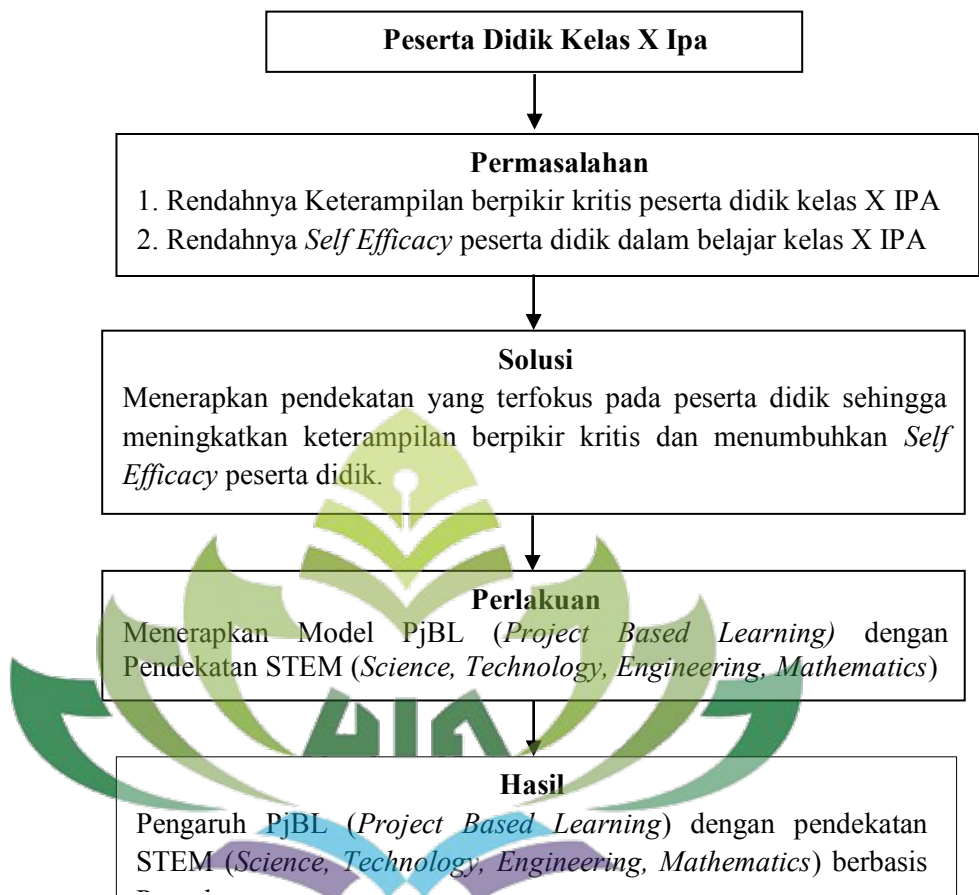 Peserta Didik Kelas X Ipa
Permasalahan
1. Rendahnya Keterampilan berpikir kritis peserta didik kelas X IPA
2. Rendahnya Self Efficacy peserta didik dalam belajar kelas X IPA
Solusi
Menerapkan pendekatan yang terfokus pada peserta didik sehingga
meningkatkan keterampilan berpikir kritis dan menumbuhkan Self
Efficacy peserta didik.
Perlakuan
Menerapkan Model PjBL (Project Based Learning) dengan
Pendekatan STEM (Science, Technology, Engineering, Mathematics)
Hasil
Pengaruh PjBL (Project Based Learning) dengan pendekatan
STEM (Science, Technology, Engineering, Mathematics) berbasis